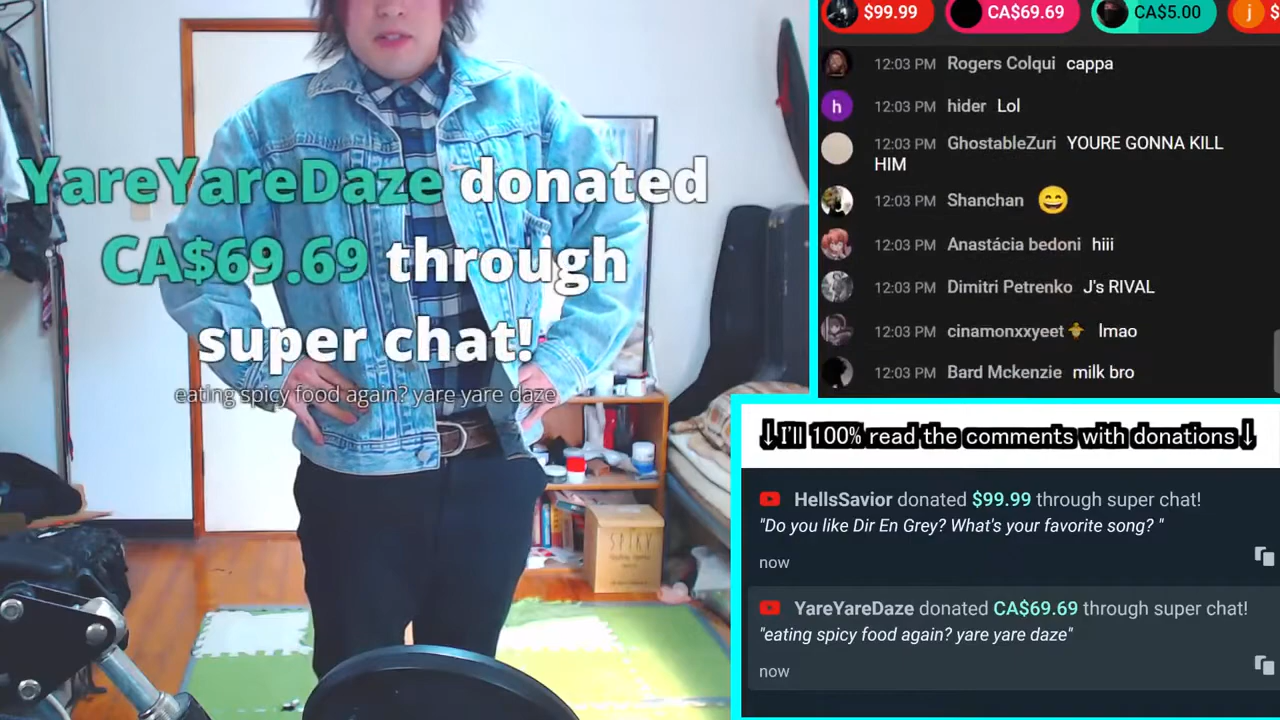 YareYareDaze donated
CA$69.69 through
super chat!
eating spicy food again? yare yare daze
SPIKY
$99.99
CA$69.69
CA$5.00
j $
12:03 PM Rogers Colqui cappa
h 12:03 PM hider Lol
12:03 PM GhostableZuri YOURE GONNA KILL
HIM
12:03 PM Shanchan 😄
12:03 PM Anastácia bedoni hiii
12:03 PM Dimitri Petrenko J's RIVAL
12:03 PM cinamonxxyeet lmao
12:03 PM Bard Mckenzie milk bro
↓I'll 100% read the comments with donations↓
HellsSavior donated $99.99 through super chat!
"Do you like Dir En Grey? What's your favorite song? "
now
YareYareDaze donated CA$69.69 through super chat!
"eating spicy food again? yare yare daze"
now